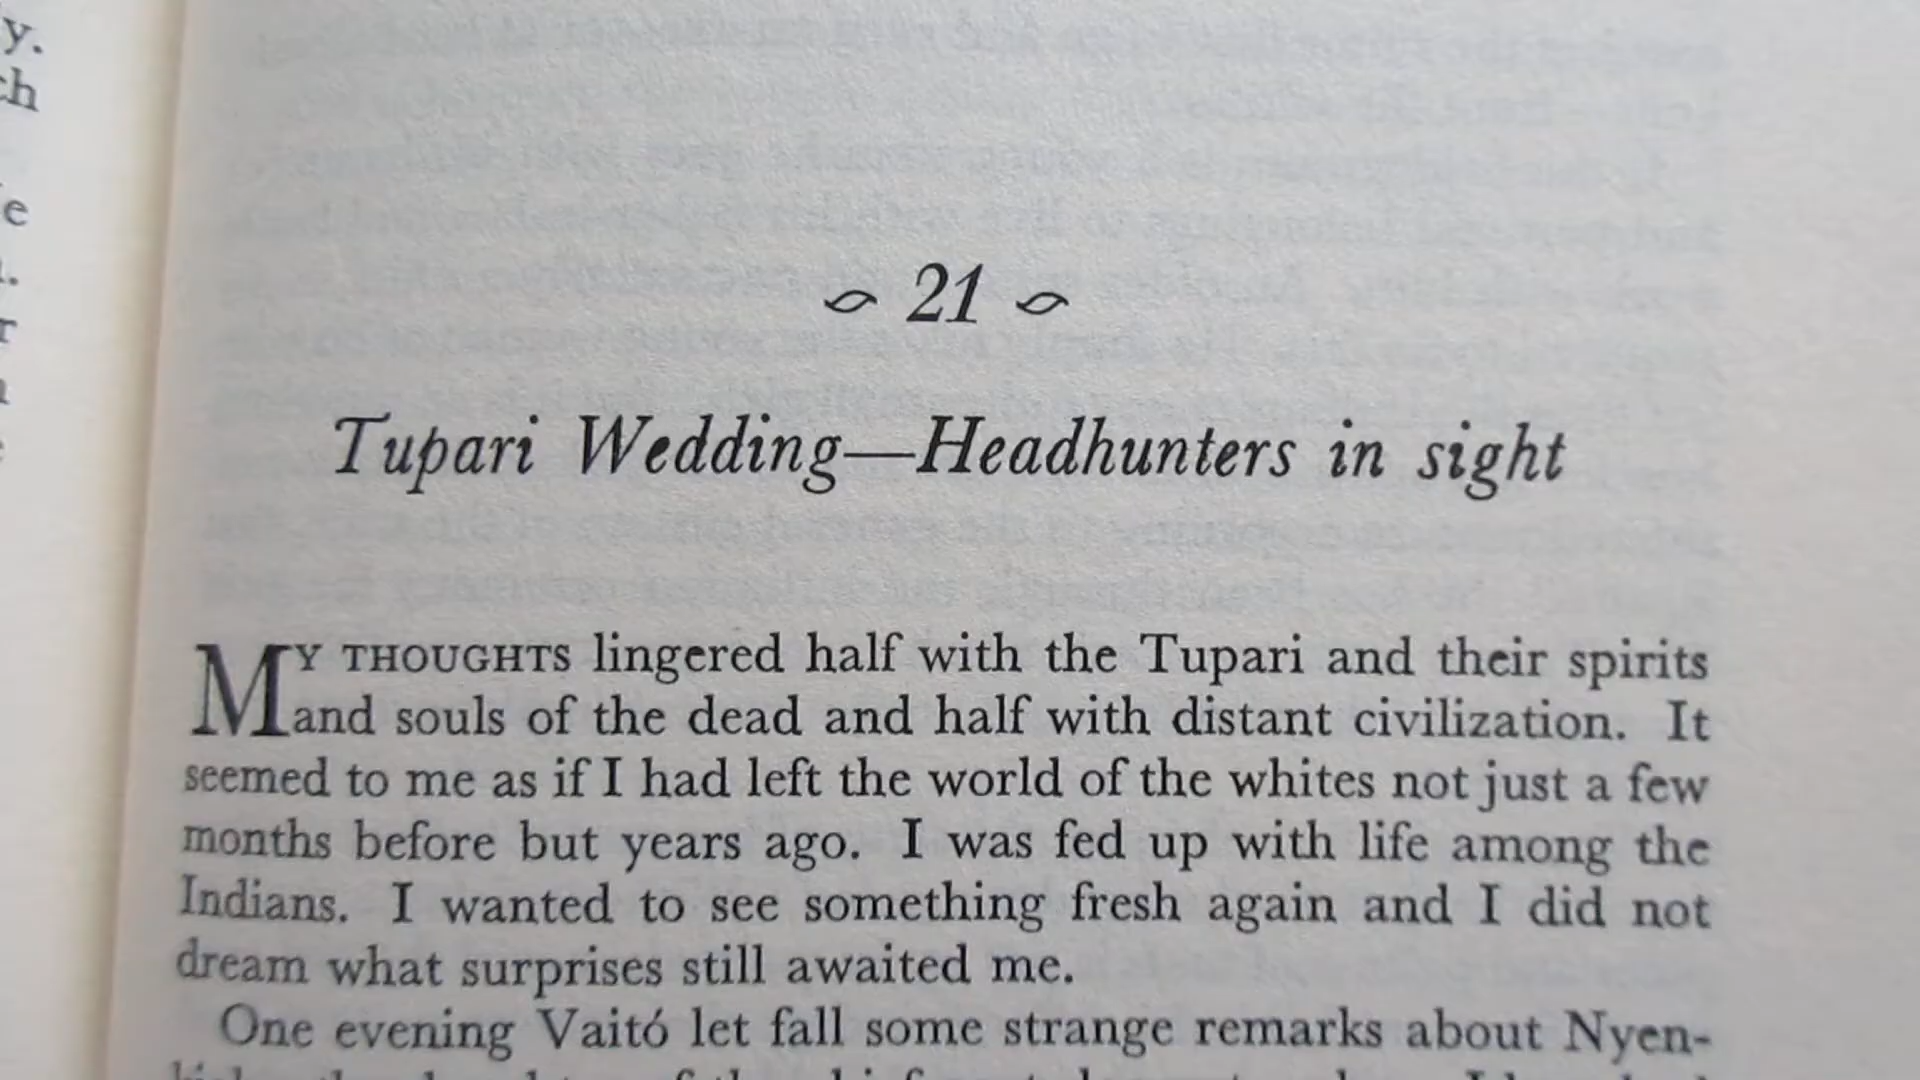 y.
ch
e
r
21
Tupari Wedding—Headhunters in sight
MY THOUGHTS lingered half with the Tupari and their spirits
and souls of the dead and half with distant civilization. It
seemed to me as if I had left the world of the whites not just a few
months before but years ago. I was fed up with life among the
Indians. I wanted to see something fresh again and I did not
dream what surprises still awaited me.
One evening Vaitó let fall some strange remarks about Nyen-